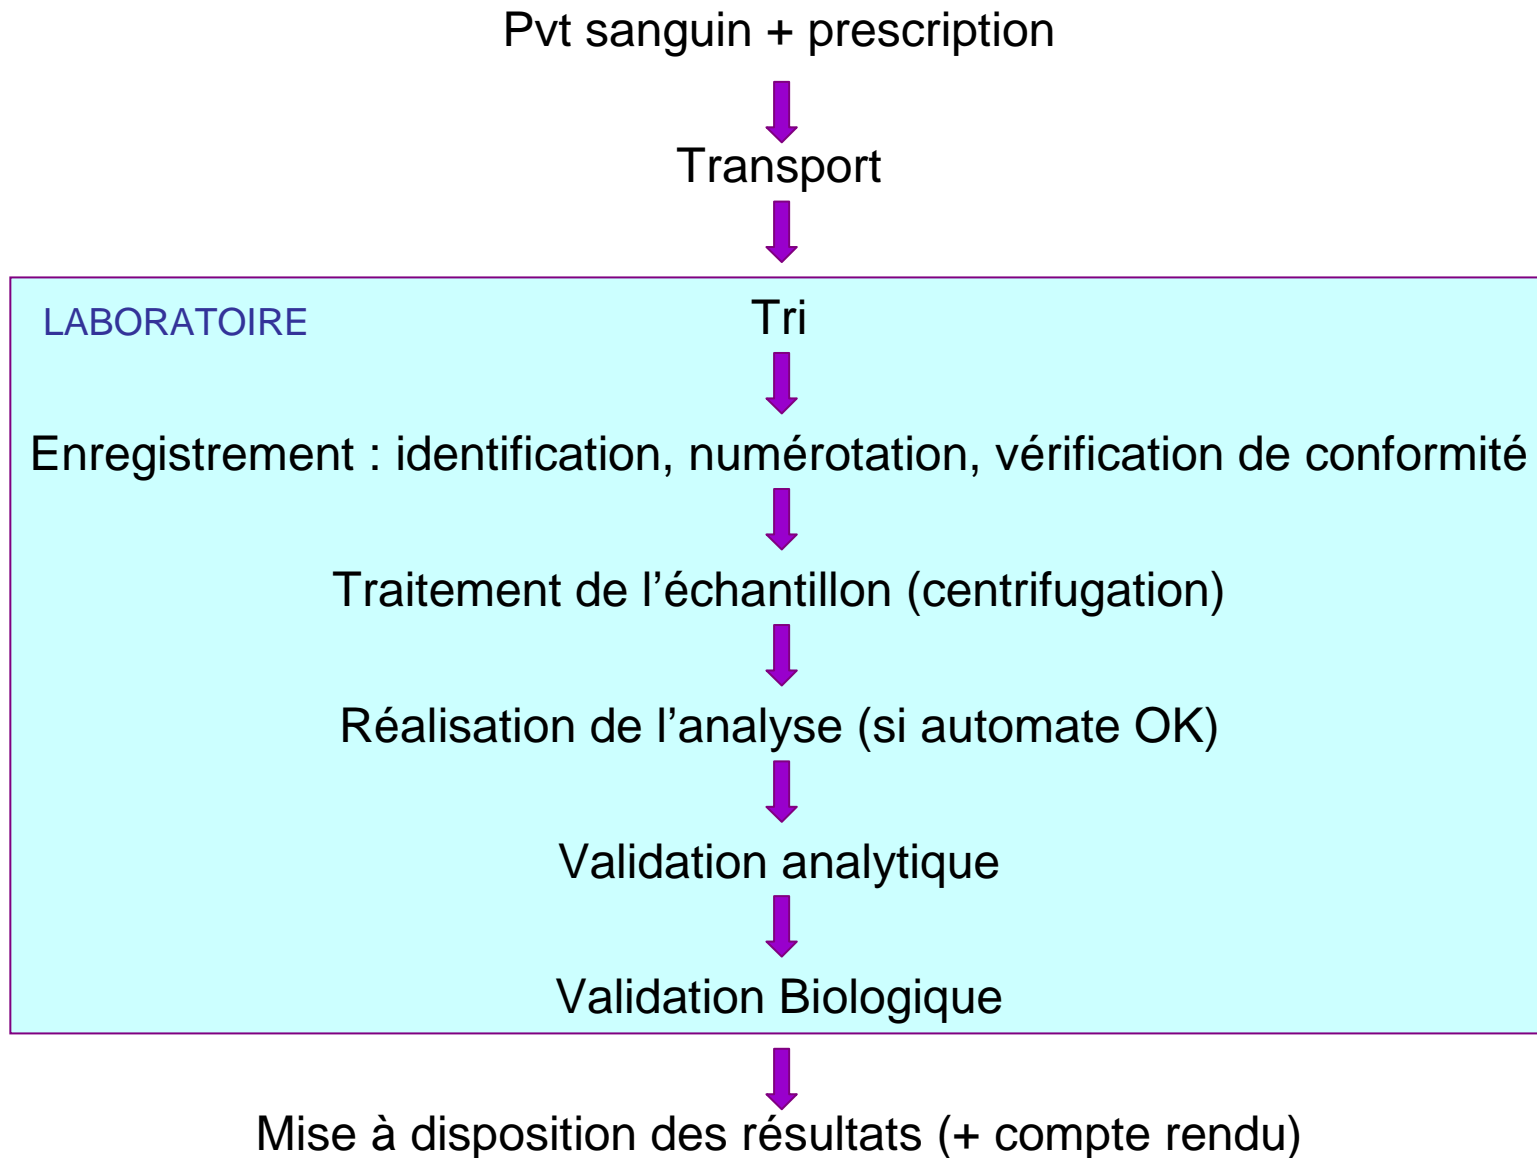 Pvt sanguin + prescription
Transport
LABORATOIRE
Tri
Enregistrement : identification, numérotation, vérification de conformité
Traitement de l’échantillon (centrifugation)
Réalisation de l’analyse (si automate OK)
Validation analytique
Validation Biologique
Mise à disposition des résultats (+ compte rendu)